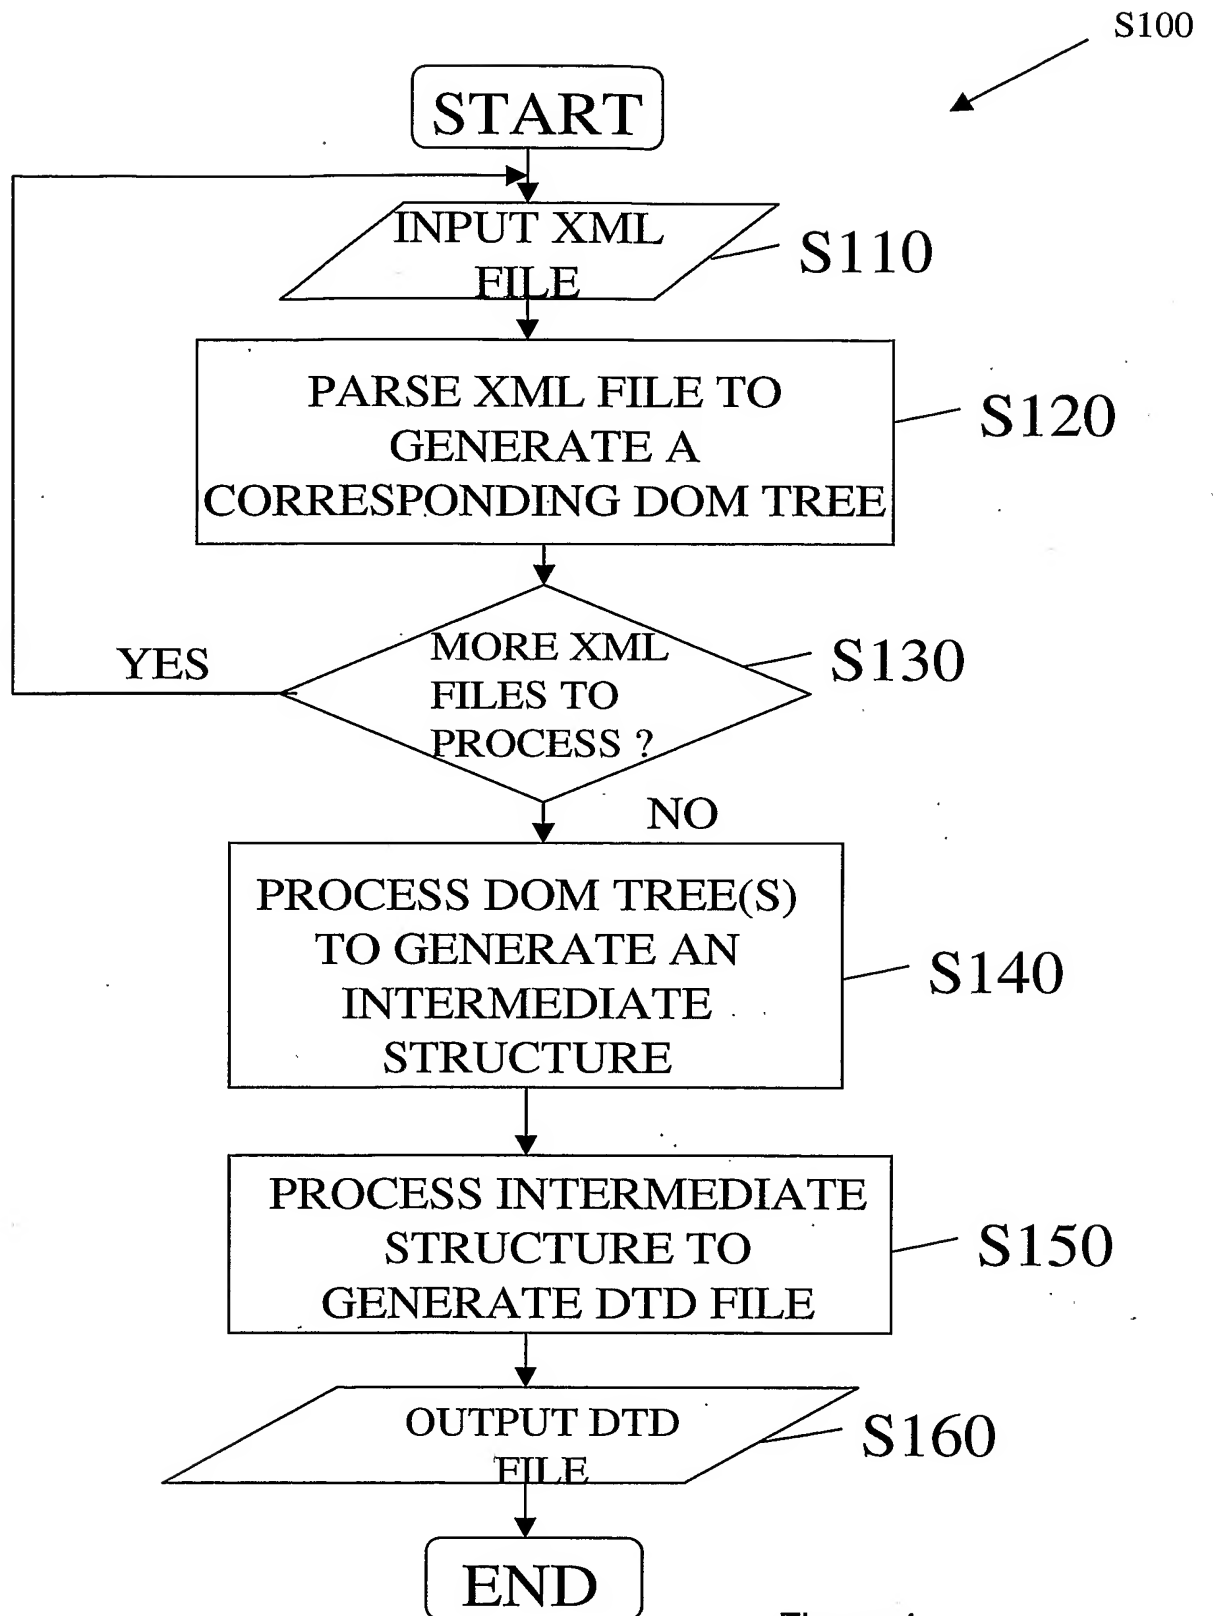 S100
START
INPUT XML
FILE
S110
PARSE XML FILE TO
GENERATE A
CORRESPONDING DOM TREE
S120
YES
MORE XML
FILES TO
PROCESS ?
S130
NO
PROCESS DOM TREE(S)
TO GENERATE AN
INTERMEDIATE
STRUCTURE
S140
PROCESS INTERMEDIATE
STRUCTURE TO
GENERATE DTD FILE
S150
OUTPUT DTD
FILE
S160
END